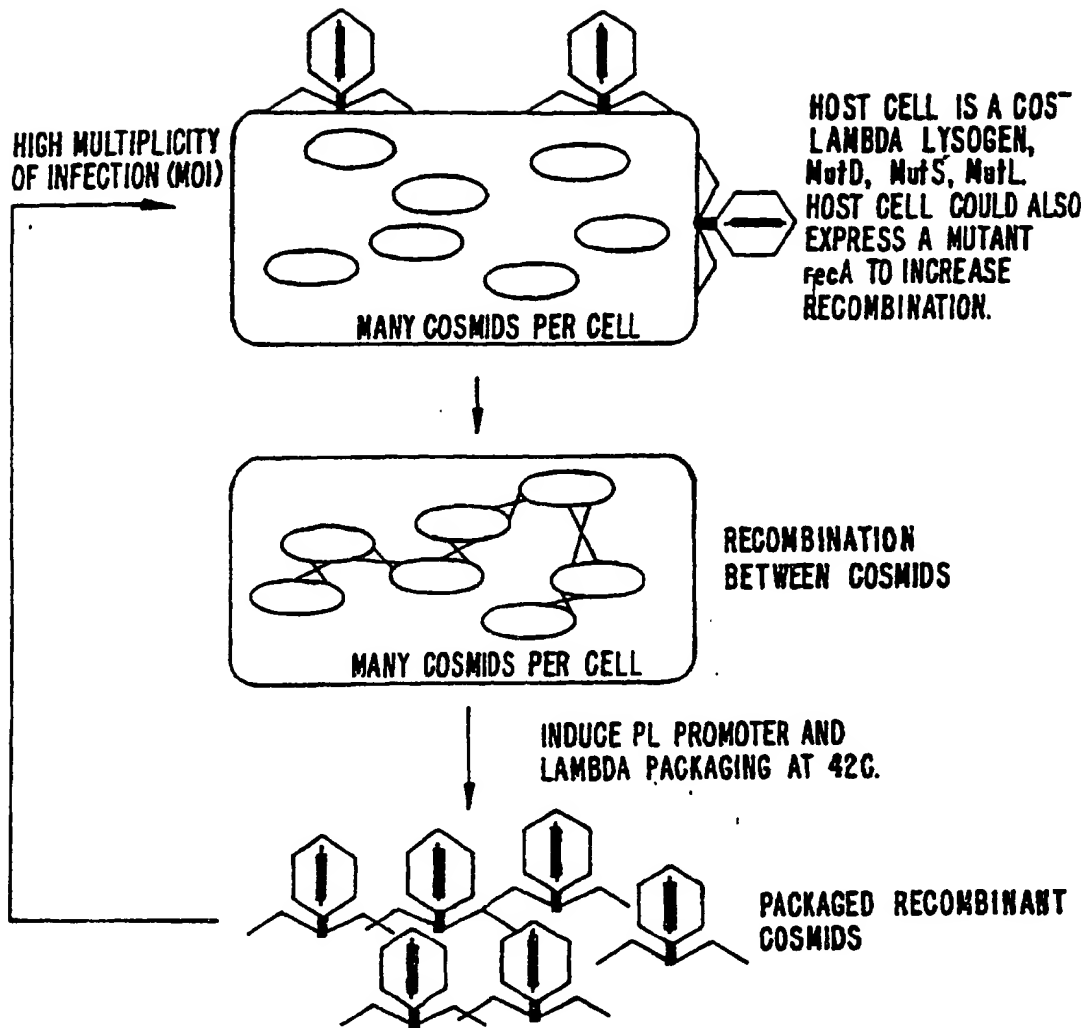 HIGH MULTIPLICITY
OF INFECTION (MOI)
HOST CELL IS A COS⁻
LAMBDA LYSOGEN,
MutD, MutS, MutL.
HOST CELL COULD ALSO
EXPRESS A MUTANT
recA TO INCREASE
RECOMBINATION.
MANY COSMIDS PER CELL
RECOMBINATION
BETWEEN COSMIDS
MANY COSMIDS PER CELL
INDUCE PL PROMOTER AND
LAMBDA PACKAGING AT 42C.
PACKAGED RECOMBINANT
COSMIDS